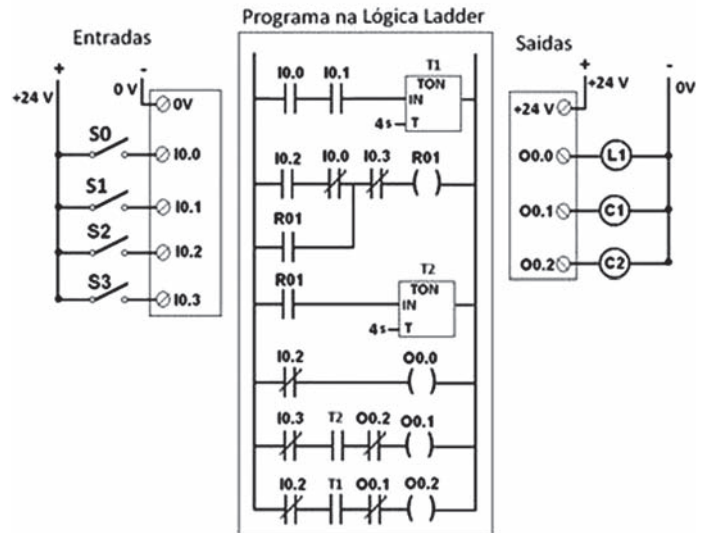 Programa na Lógica Ladder
Entradas
+
-
+24 V
0 V
0V
S0
I0.0
S1
I0.1
S2
I0.2
S3
I0.3
I0.0 I0.1 T1
TON
IN
4s T
I0.2 I0.0 I0.3 R01
R01
R01 T2
TON
IN
4s T
I0.2 O0.0
I0.3 T2 O0.2 O0.1
I0.2 T1 O0.1 O0.2
Saidas
+
-
+24 V
0V
+24 V
O0.0 L1
O0.1 C1
O0.2 C2